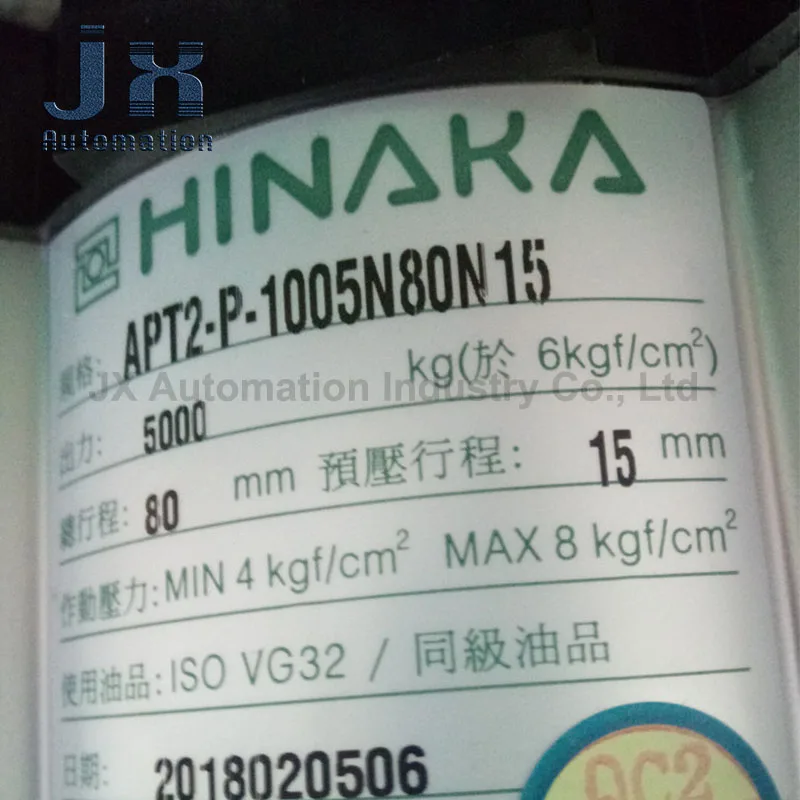 JX
Automation
HINAKA
規格: APT2-P-1005N80N15
JX Automation Industry Co., Ltd
出力: 5000 kg(於 6kgf/cm²)
總行程: 80 mm 預壓行程: 15 mm
作動壓力: MIN 4 kgf/cm² MAX 8 kgf/cm²
使用油品: ISO VG32 / 同級油品
日期: 2018020506
QC2